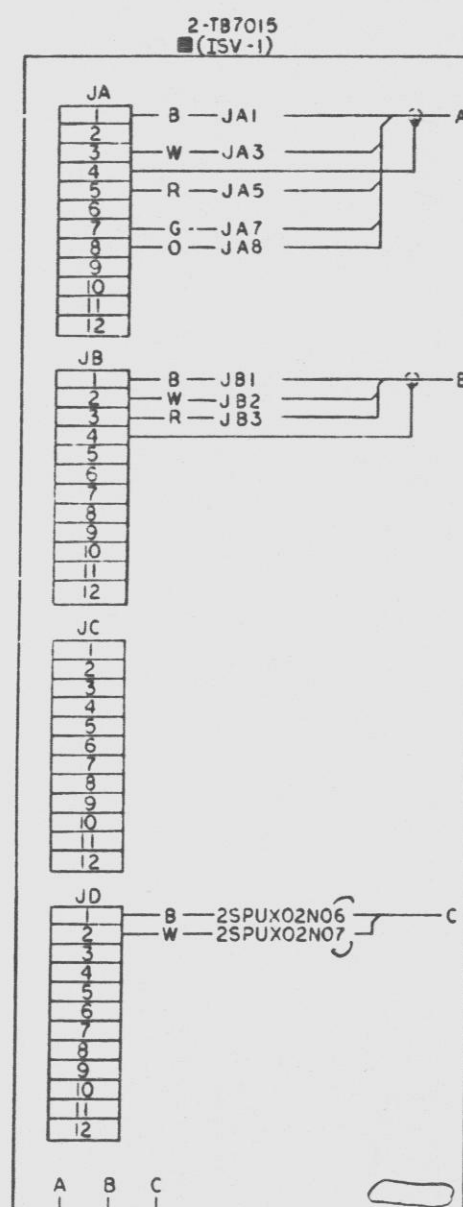 2-TB7015
(ISV-1)
JA
1 B JA1 A
2
3 W JA3
4
5 R JA5
6
7 G JA7
8 O JA8
9
10
11
12
JB
1 B JB1 B
2 W JB2
3 R JB3
4
5
6
7
8
9
10
11
12
JC
1
2
3
4
5
6
7
8
9
10
11
12
JD
1 B 2SPUX02N06 C
2 W 2SPUX02N07
3
4
5
6
7
8
9
10
11
12
A B C